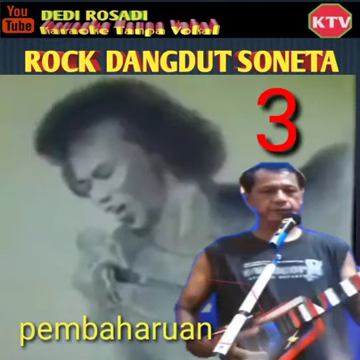 You
Tube
DEDI ROSADI
Karaoke Tanpa Vokal
KTV
ROCK DANGDUT SONETA
3
pembaharuan